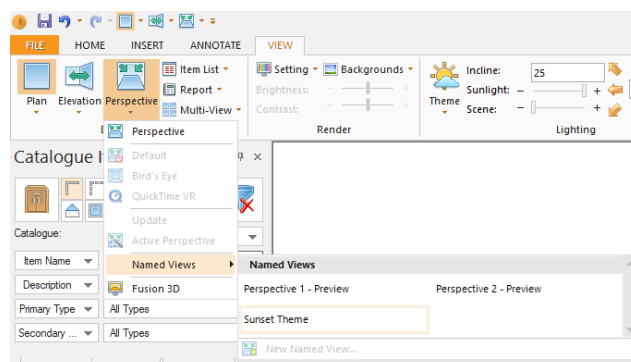 FILE HOME INSERT ANNOTATE VIEW
Item List Setting Backgrounds Incline: 25
Report Brightness: Sunlight: - +
Plan Elevation Perspective Multi-View Contrast: Theme Scene: - +
Render Lighting
Perspective
Catalogue
Default
Bird's Eye
QuickTime VR
Update
Catalogue:
Active Perspective
Item Name Named Views Named Views
Description Fusion 3D Perspective 1 - Preview Perspective 2 - Preview
Primary Type All Types
Sunset Theme
Secondary ... All Types
New Named View...